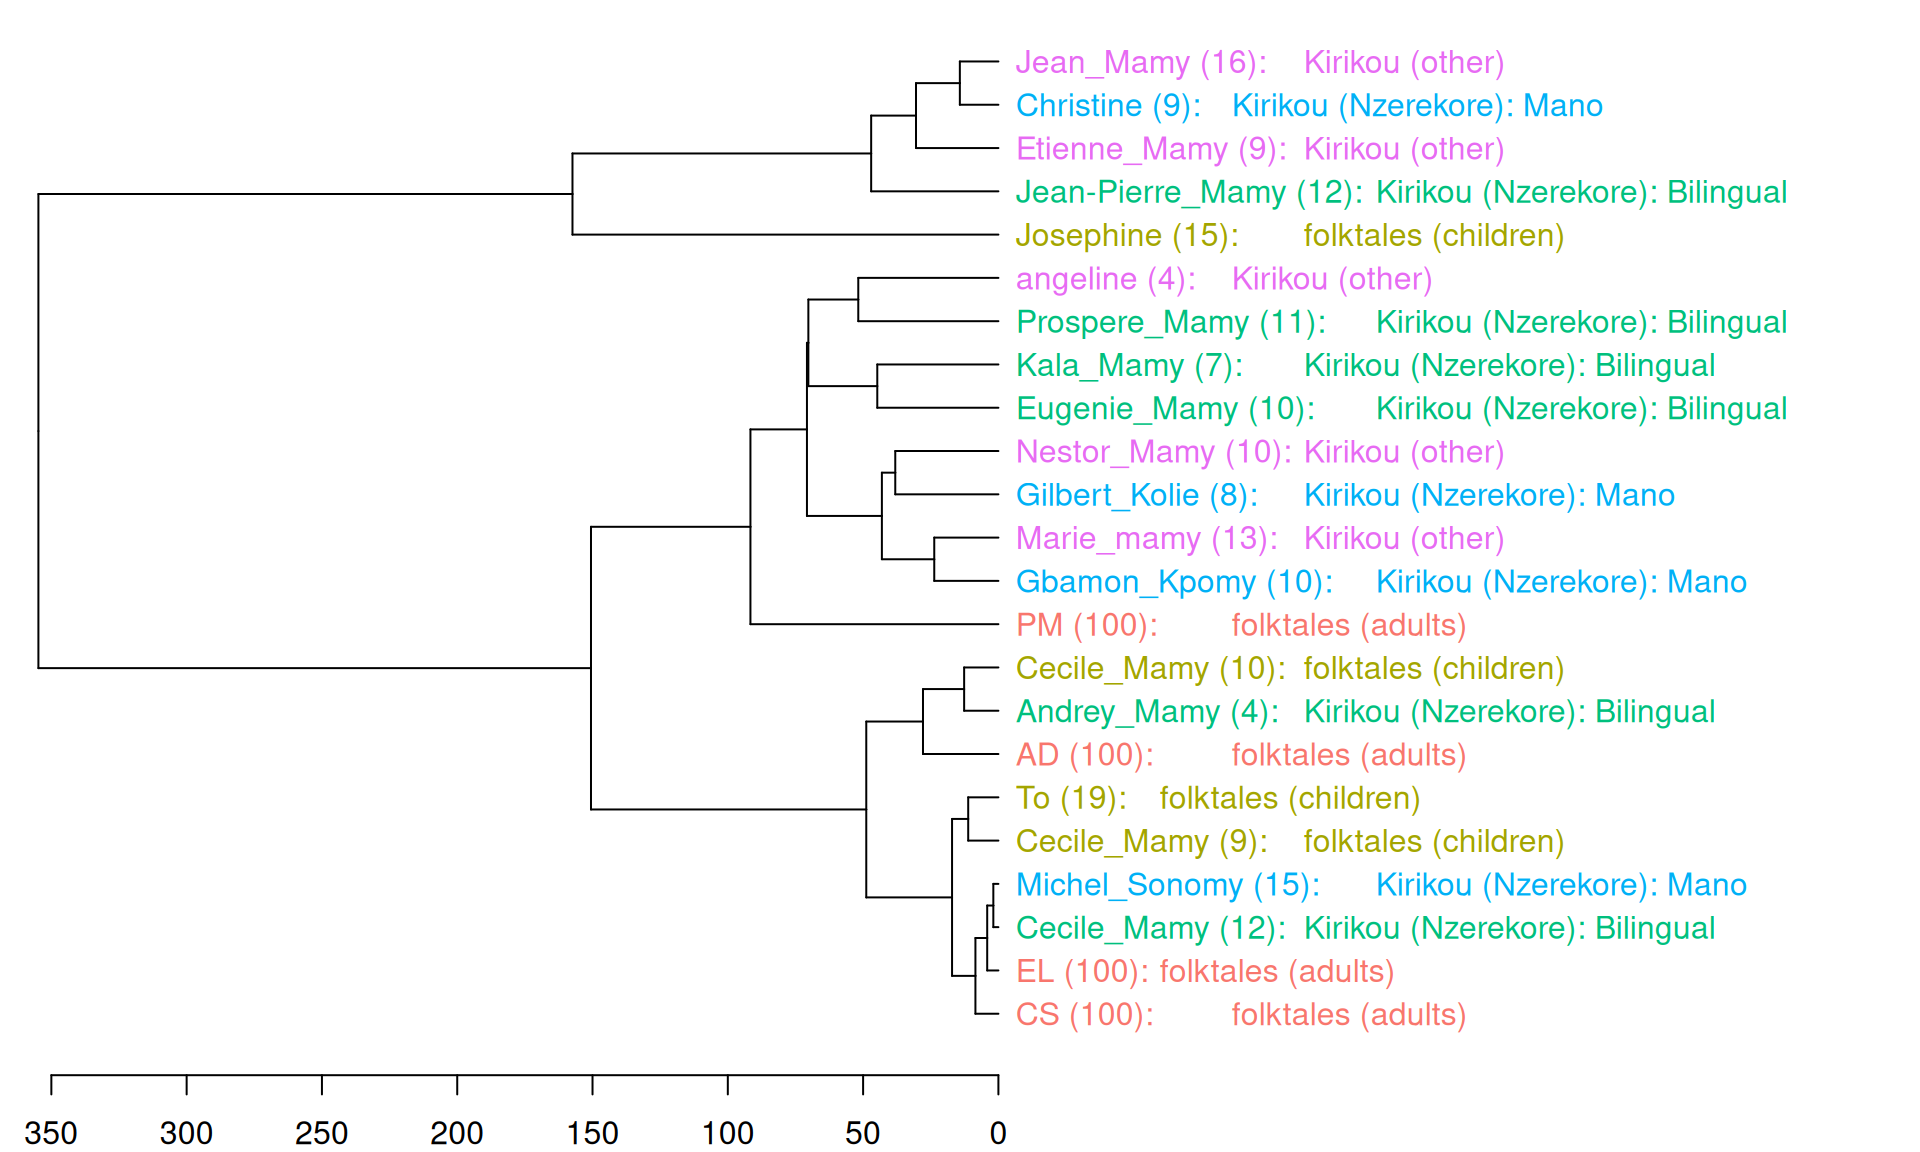 Jean_Mamy (16): Kirikou (other)
Christine (9): Kirikou (Nzerekore): Mano
Etienne_Mamy (9): Kirikou (other)
Jean-Pierre_Mamy (12): Kirikou (Nzerekore): Bilingual
Josephine (15): folktales (children)
angeline (4): Kirikou (other)
Prospere_Mamy (11): Kirikou (Nzerekore): Bilingual
Kala_Mamy (7): Kirikou (Nzerekore): Bilingual
Eugenie_Mamy (10): Kirikou (Nzerekore): Bilingual
Nestor_Mamy (10): Kirikou (other)
Gilbert_Kolie (8): Kirikou (Nzerekore): Mano
Marie_mamy (13): Kirikou (other)
Gbamon_Kpomy (10): Kirikou (Nzerekore): Mano
PM (100): folktales (adults)
Cecile_Mamy (10): folktales (children)
Andrey_Mamy (4): Kirikou (Nzerekore): Bilingual
AD (100): folktales (adults)
To (19): folktales (children)
Cecile_Mamy (9): folktales (children)
Michel_Sonomy (15): Kirikou (Nzerekore): Mano
Cecile_Mamy (12): Kirikou (Nzerekore): Bilingual
EL (100): folktales (adults)
CS (100): folktales (adults)
350 300 250 200 150 100 50 0